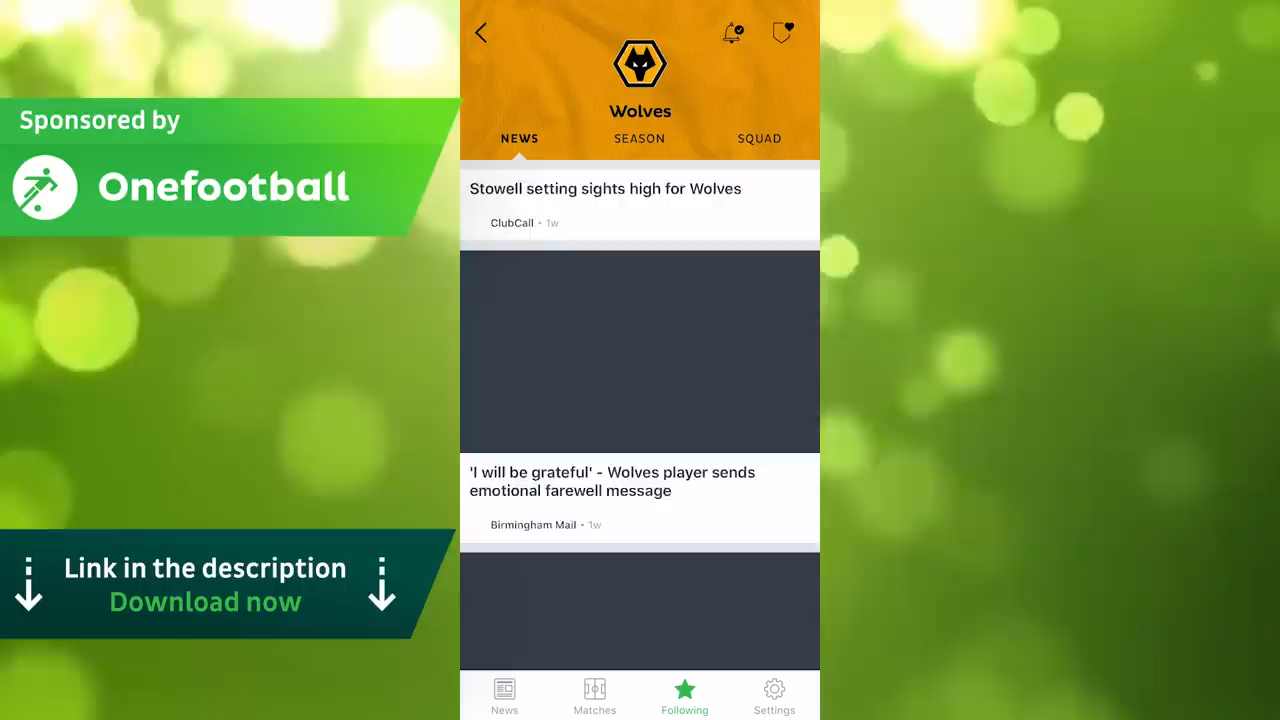 Sponsored by
Onefootball
Link in the description
Download now
Wolves
NEWS SEASON SQUAD
Stowell setting sights high for Wolves
ClubCall • 1w
'I will be grateful' - Wolves player sends
emotional farewell message
Birmingham Mail • 1w
News Matches Following Settings